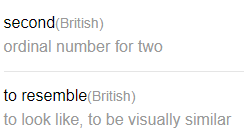 second(British)
ordinal number for two
to resemble(British)
to look like, to be visually similar